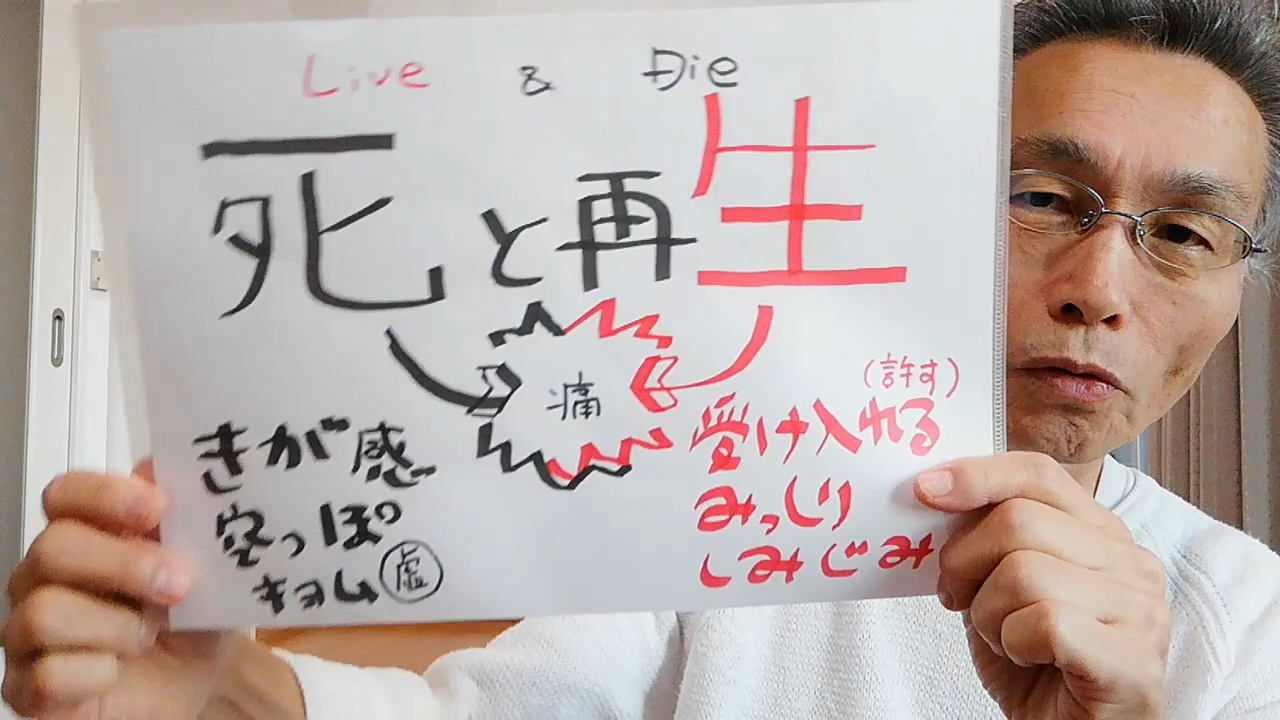 Live & Die
死と再生
痛
きが感
空っぽ
キョム 虚
(許す)
受け入れる
みっしり
しみじみ